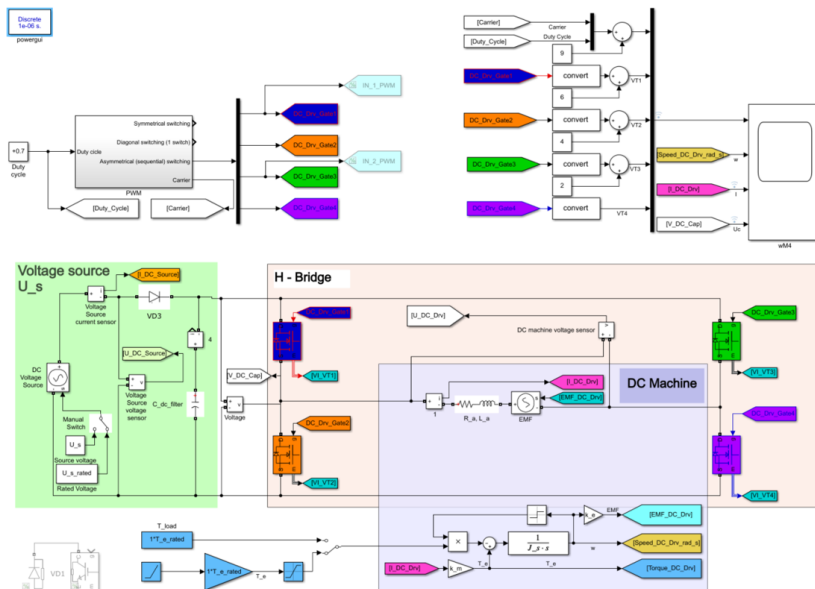 Discrete
1e-06 s.
powergui
+0.7
Duty
cycle
Duty cicle
Symmetrical switching
Diagonal switching (1 switch)
Asymmetrical (sequential) switching
Carrier
PWM
[Duty_Cycle]
[Carrier]
IN_1_PWM
DC_Drv_Gate1
DC_Drv_Gate2
IN_2_PWM
DC_Drv_Gate3
DC_Drv_Gate4
[Carrier]
Carrier
[Duty_Cycle]
Duty Cycle
9
DC_Drv_Gate1
convert
VT1
6
DC_Drv_Gate2
convert
VT2
4
DC_Drv_Gate3
convert
VT3
2
DC_Drv_Gate4
convert
VT4
[Speed_DC_Drv_rad_s]
w
[I_DC_Drv]
I
[V_DC_Cap]
Uc
wM4
Voltage source
U_s
[I_DC_Source]
Voltage
Source
current sensor
VD3
4
[U_DC_Source]
DC
Voltage
Source
Voltage
Source
voltage
sensor
C_dc_filter
Manual
Switch
U_s
Source voltage
U_s_rated
Rated Voltage
H - Bridge
DC_Drv_Gate1
[VI_VT1]
[V_DC_Cap]
Voltage
DC_Drv_Gate2
[VI_VT2]
[U_DC_Drv]
DC machine voltage sensor
DC_Drv_Gate3
[VI_VT3]
DC_Drv_Gate4
[VI_VT4]
DC Machine
[I_DC_Drv]
[EMF_DC_Drv]
1
R_a, L_a
EMF
T_load
1*T_e_rated
1*T_e_rated
T_e
VD1
k_e
EMF
[EMF_DC_Drv]
1
J_s·s
w
[Speed_DC_Drv_rad_s]
[I_DC_Drv]
k_m
T_e
T_e
[Torque_DC_Drv]